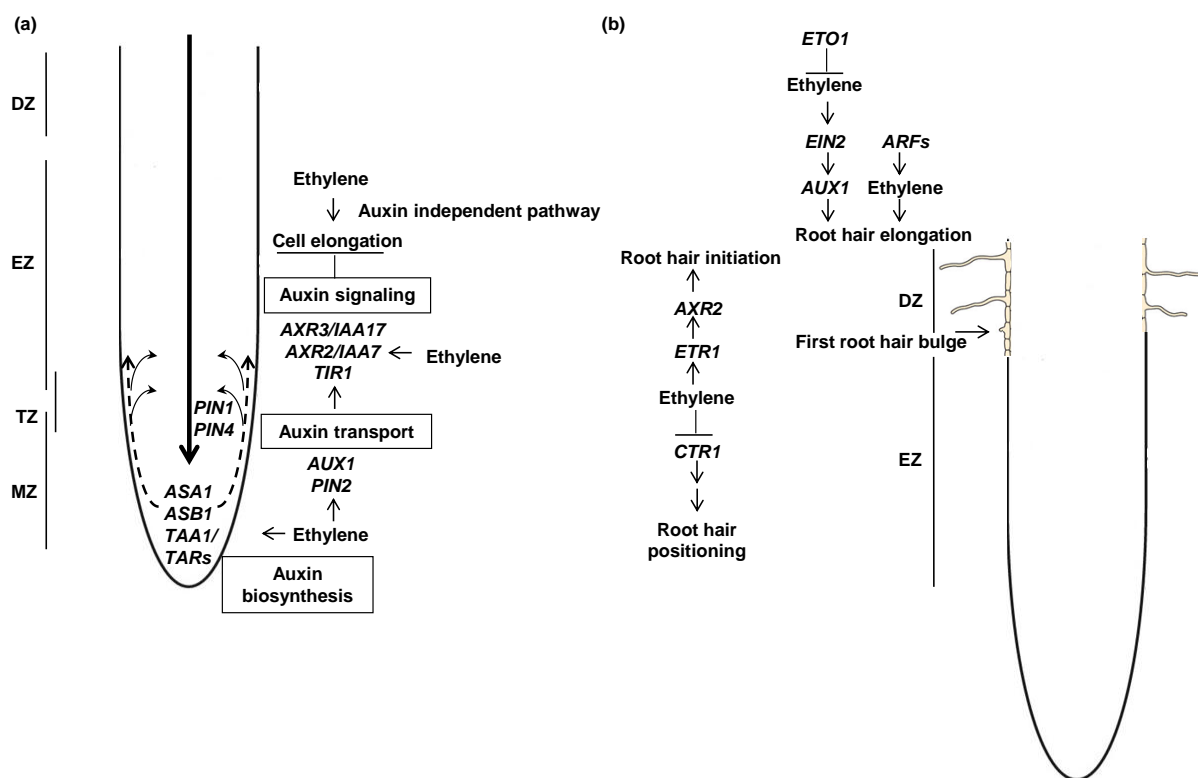 (a)
DZ
EZ
TZ
MZ
Ethylene
Auxin independent pathway
Cell elongation
Auxin signaling
AXR3/IAA17
AXR2/IAA7
Ethylene
TIR1
PIN1
PIN4
Auxin transport
AUX1
PIN2
ASA1
ASB1
TAA1/
TARs
Ethylene
Auxin
biosynthesis
(b)
ETO1
Ethylene
EIN2
ARFs
AUX1
Ethylene
Root hair elongation
Root hair initiation
DZ
AXR2
First root hair bulge
ETR1
Ethylene
CTR1
EZ
Root hair
positioning